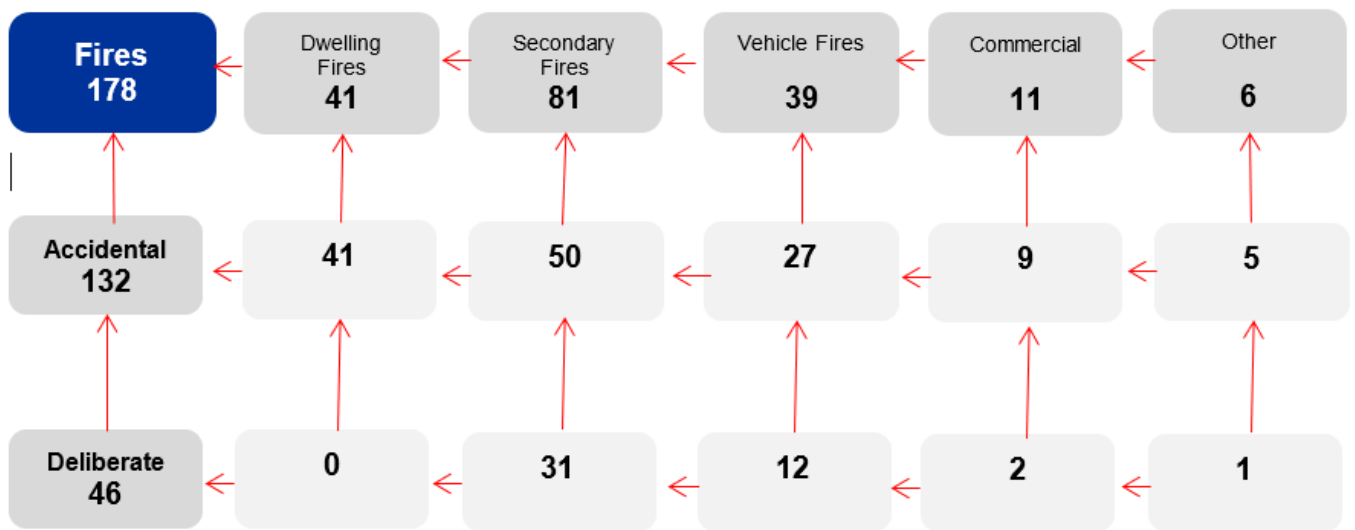 Fires
178
Dwelling
Fires
41
Secondary
Fires
81
Vehicle Fires
39
Commercial
11
Other
6
Accidental
132
41
50
27
9
5
Deliberate
46
0
31
12
2
1